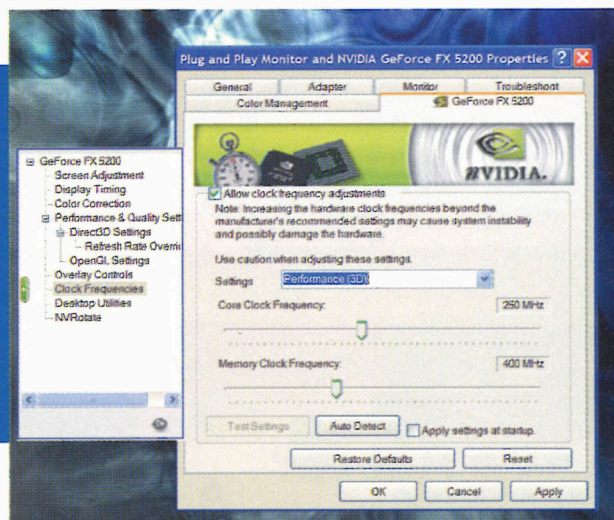 Plug and Play Monitor and NVIDIA GeForce FX 5200 Properties
General Adapter Monitor Troubleshoot
Color Management GeForce FX 5200
NVIDIA.
GeForce FX 5200
Screen Adjustment
Display Timing
Color Correction
Performance & Quality Sett
Direct3D Settings
Refresh Rate Overri
OpenGL Settings
Overlay Controls
Clock Frequencies
Desktop Utilities
NVRotate
Allow clock frequency adjustments
Note: Increasing the hardware clock frequencies beyond the
manufacturer's recommended settings may cause system instability
and possibly damage the hardware.
Use caution when adjusting these settings.
Settings Performance (3D)
Core Clock Frequency: 250 MHz
Memory Clock Frequency: 400 MHz
Test Settings Auto Detect Apply settings at startup.
Restore Defaults Reset
OK Cancel Apply